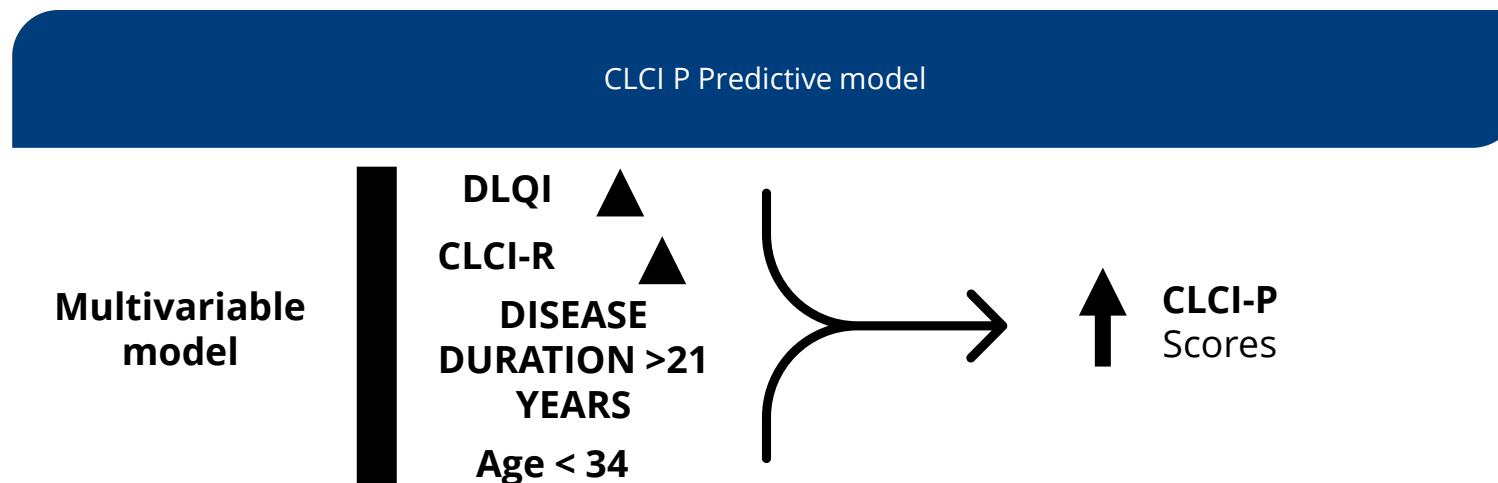 CLCI P Predictive model
Multivariable
model
DLQI
CLCI-R
DISEASE
DURATION >21
YEARS
Age < 34
CLCI-P
Scores